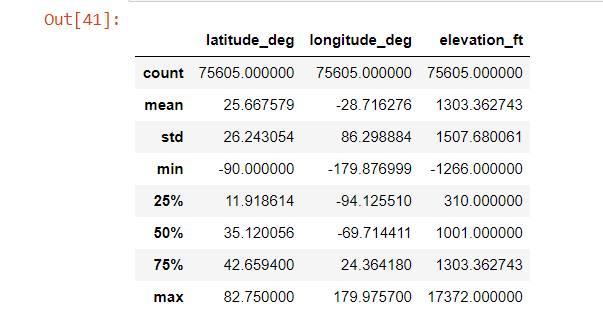 Out[41]:
latitude_deg longitude_deg elevation_ft
count 75605.000000 75605.000000 75605.000000
mean 25.667579 -28.716276 1303.362743
std 26.243054 86.298884 1507.680061
min -90.000000 -179.876999 -1266.000000
25% 11.918614 -94.125510 310.000000
50% 35.120056 -69.714411 1001.000000
75% 42.659400 24.364180 1303.362743
max 82.750000 179.975700 17372.000000